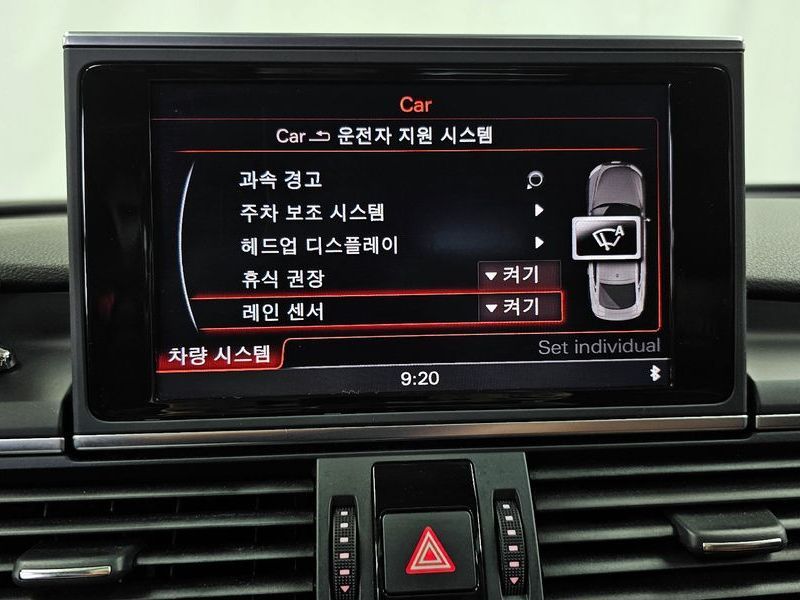 Car
Car 운전자 지원 시스템
과속 경고
주차 보조 시스템
헤드업 디스플레이
휴식 권장 켜기
레인 센서 켜기
A
차량 시스템 Set individual
9:20